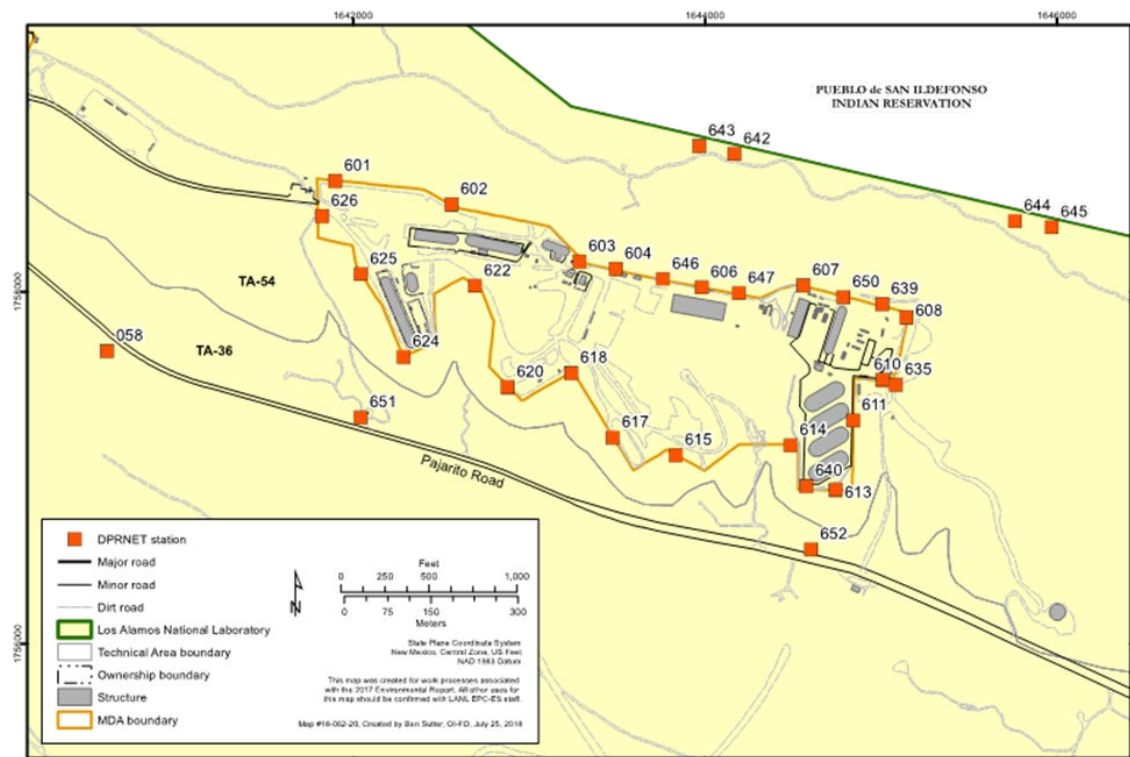 1642000
1644000
1646000
PUEBLO de SAN ILDEFONSO
INDIAN RESERVATION
643
642
601
602
626
644
645
603
604
646
606
647
607
650
639
608
625
622
1758000
TA-54
058
TA-36
624
618
620
610
635
611
651
617
615
614
Pajarito Road
640
613
652
DPRNET station
Major road
Minor road
Dirt road
Los Alamos National Laboratory
Technical Area boundary
Ownership boundary
Structure
MDA boundary
N
Feet
0 250 500 1,000
0 75 150 300
Meters
State Plane Coordinate System
New Mexico, Central Zone, US Feet
NAD 1983 Datum
This map was created for work processes associated
with the 2017 Environmental Report. All other uses for
this map should be confirmed with LANL EPC-ES staff.
Map #18-062-20, Created by Ben Sutter, OI-FD, July 25, 2018
1756000